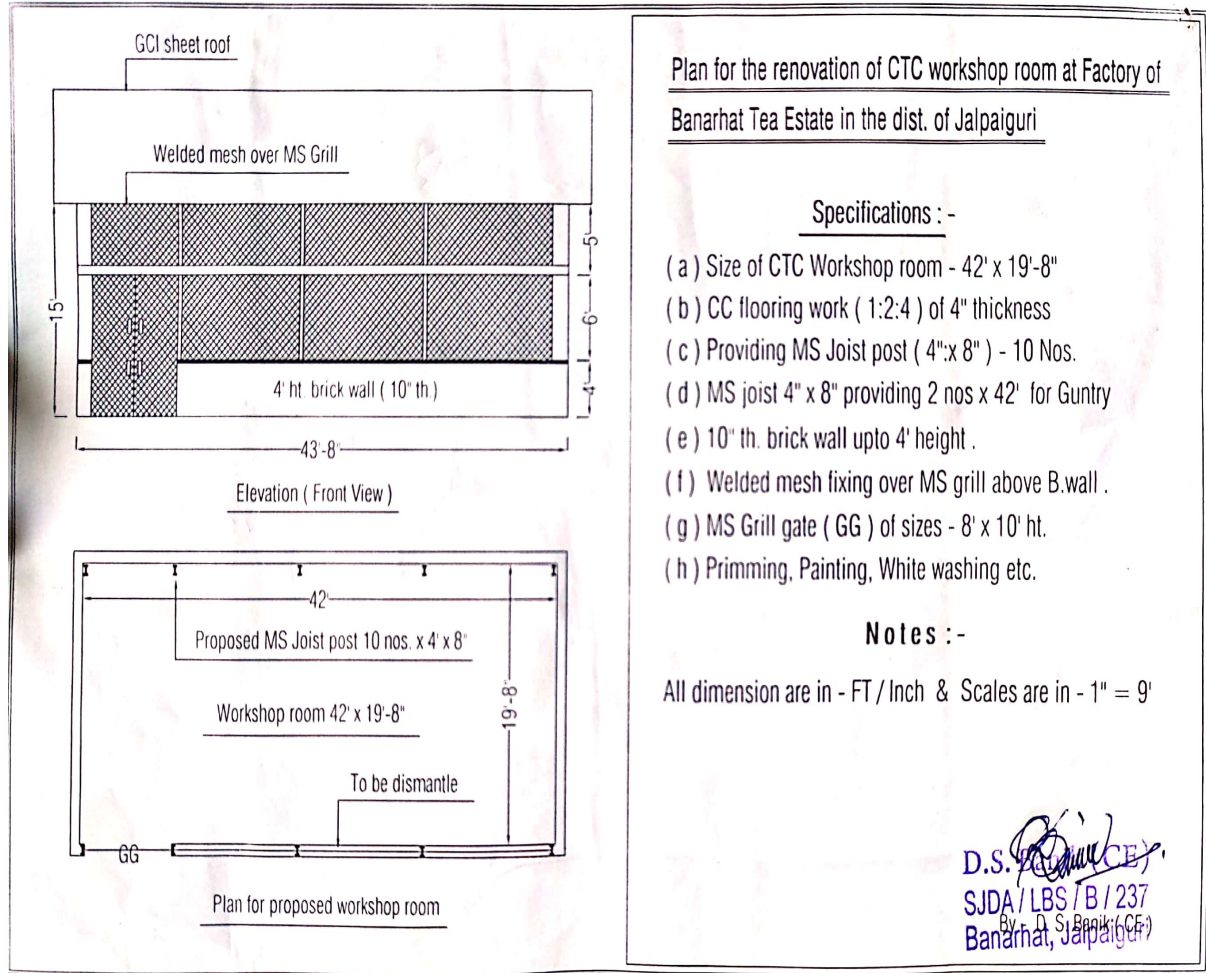 GCI sheet roof
Welded mesh over MS Grill
15'
5'
6'
4'
4' ht. brick wall ( 10" th.)
43'-8"
Elevation ( Front View )
42'
Proposed MS Joist post 10 nos. x 4' x 8"
19'-8"
Workshop room 42' x 19'-8"
To be dismantle
GG
Plan for proposed workshop room
Plan for the renovation of CTC workshop room at Factory of
Banarhat Tea Estate in the dist. of Jalpaiguri
Specifications : -
( a ) Size of CTC Workshop room - 42' x 19'-8"
( b ) CC flooring work ( 1:2:4 ) of 4" thickness
( c ) Providing MS Joist post ( 4":x 8" ) - 10 Nos.
( d ) MS joist 4" x 8" providing 2 nos x 42' for Guntry
( e ) 10" th. brick wall upto 4' height .
( f ) Welded mesh fixing over MS grill above B.wall .
( g ) MS Grill gate ( GG ) of sizes - 8' x 10' ht.
( h ) Primming, Painting, White washing etc.
Notes :-
All dimension are in - FT / Inch & Scales are in - 1" = 9'
D.S. Banik (CE)
SJDA / LBS / B / 237
By - D. S. Banik ( CE )
Banarhat, Jalpaiguri